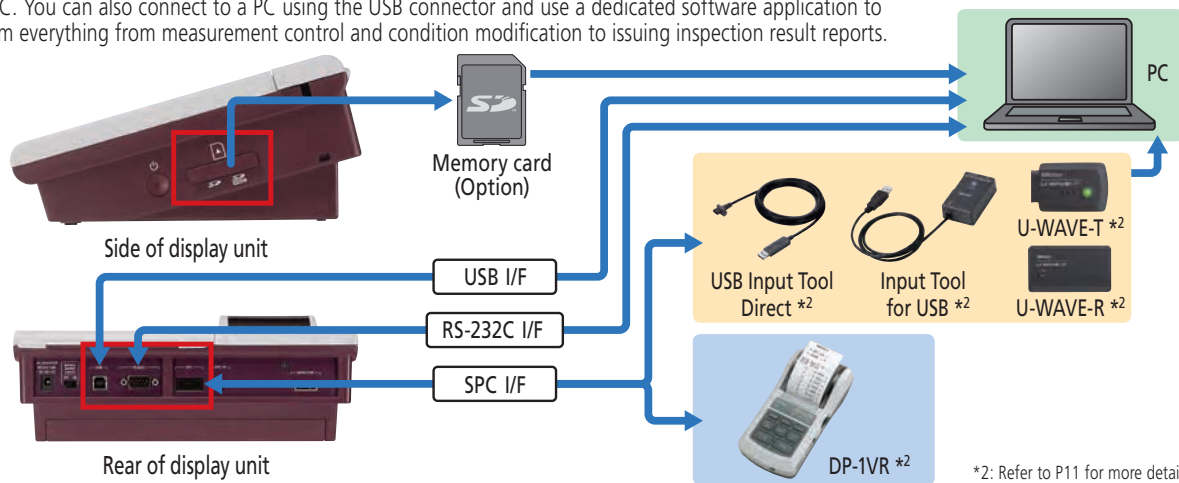 C. You can also connect to a PC using the USB connector and use a dedicated software application to
m everything from measurement control and condition modification to issuing inspection result reports.
PC
SD
Memory card
(Option)
Side of display unit
USB I/F
RS-232C I/F
SPC I/F
USB Input Tool
Direct *2
Input Tool
for USB *2
U-WAVE-T *2
U-WAVE-R *2
Rear of display unit
DP-1VR *2
*2: Refer to P11 for more detai